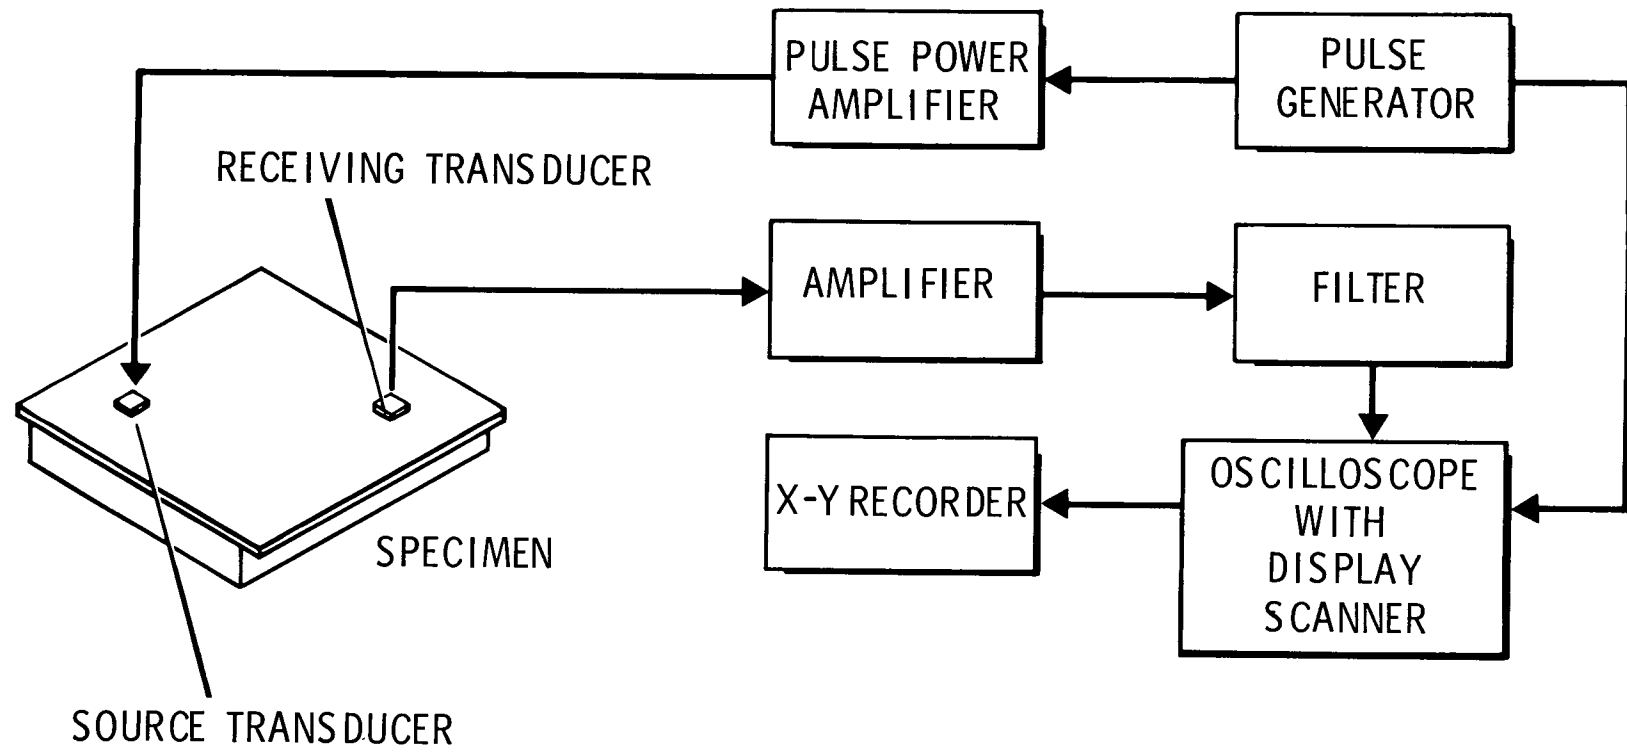 PULSE POWER
AMPLIFIER
PULSE
GENERATOR
RECEIVING TRANSDUCER
AMPLIFIER
FILTER
X-Y RECORDER
OSCILLOSCOPE
WITH
DISPLAY
SCANNER
SPECIMEN
SOURCE TRANSDUCER